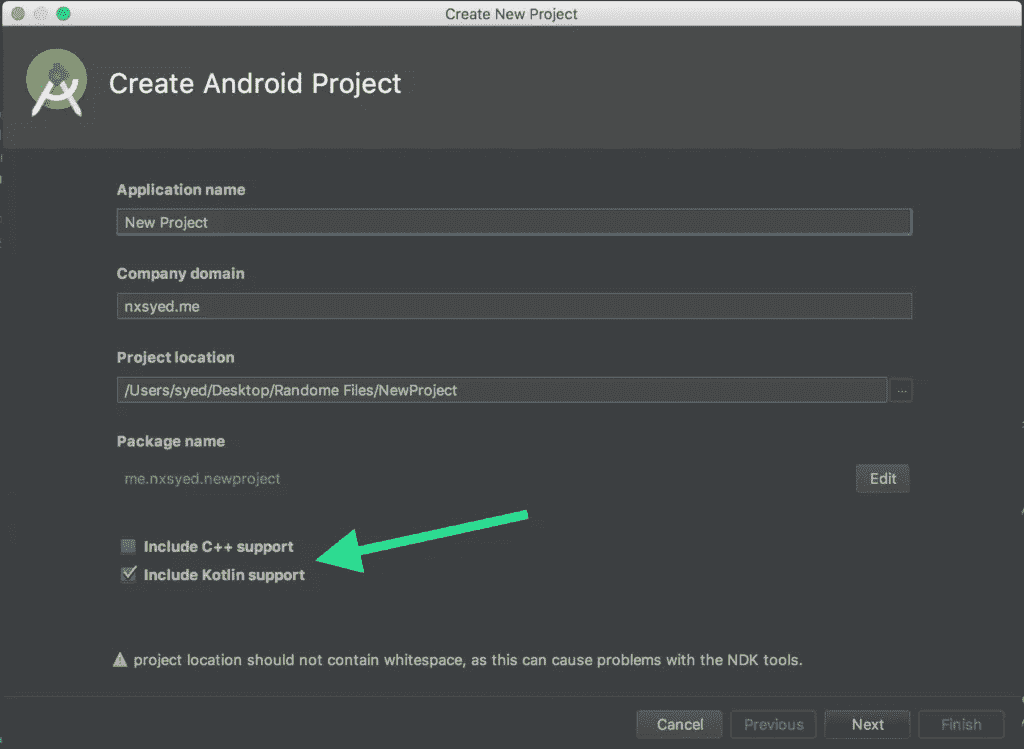 Create New Project
Create Android Project
Application name
New Project
Company domain
nxsyed.me
Project location
/Users/syed/Desktop/Randome Files/NewProject
...
Package name
me.nxsyed.newproject
Edit
Include C++ support
Include Kotlin support
project location should not contain whitespace, as this can cause problems with the NDK tools.
Cancel Previous Next Finish